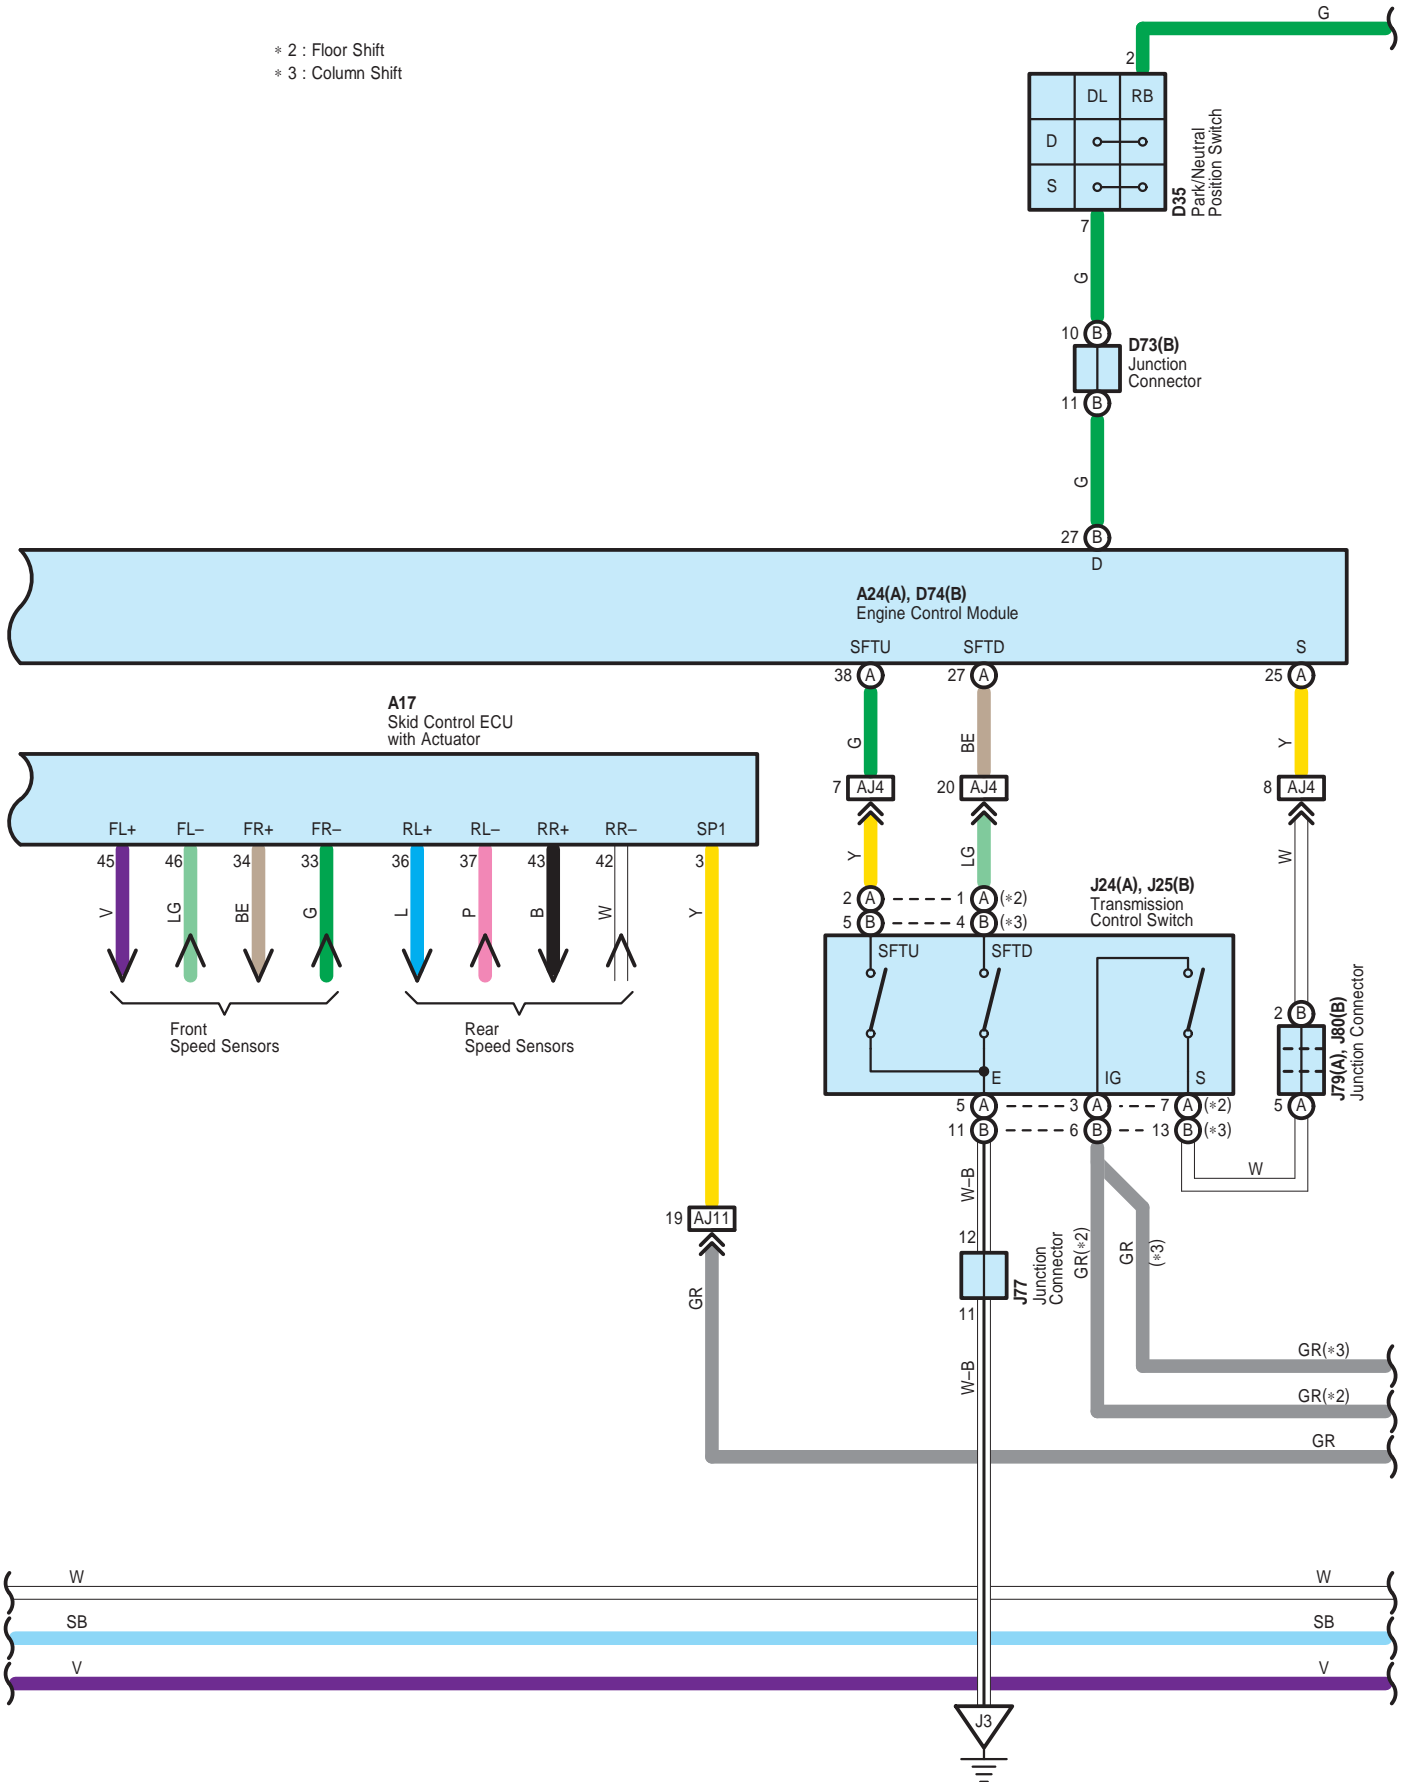 G
* 2 : Floor Shift
* 3 : Column Shift
2
DL RB
D
S
D35
Park/Neutral
Position Switch
7
G
10 B
D73(B)
Junction
Connector
11 B
G
27 B
D
A24(A), D74(B)
Engine Control Module
SFTU SFTD S
38 A 27 A 25 A
A17
Skid Control ECU
with Actuator
G BE Y
7 AJ4 20 AJ4 8 AJ4
FL+ FL– FR+ FR– RL+ RL– RR+ RR– SP1
45 46 34 33 36 37 43 42 3
V LG BE G L P B W Y
Y LG W
J24(A), J25(B)
Transmission
Control Switch
2 A 1 A (*2)
5 B 4 B (*3)
SFTU SFTD
Front
Speed Sensors
Rear
Speed Sensors
2 B
J79(A), J80(B)
Junction Connector
5 A
E IG S
5 A 3 A 7 A (*2)
11 B 6 B 13 B (*3)
W
W–B
19 AJ11
12
J77
Junction
Connector
11
GR(*2)
GR
(*3)
GR
W–B
GR(*3)
GR(*2)
GR
W W
SB SB
V V
J3